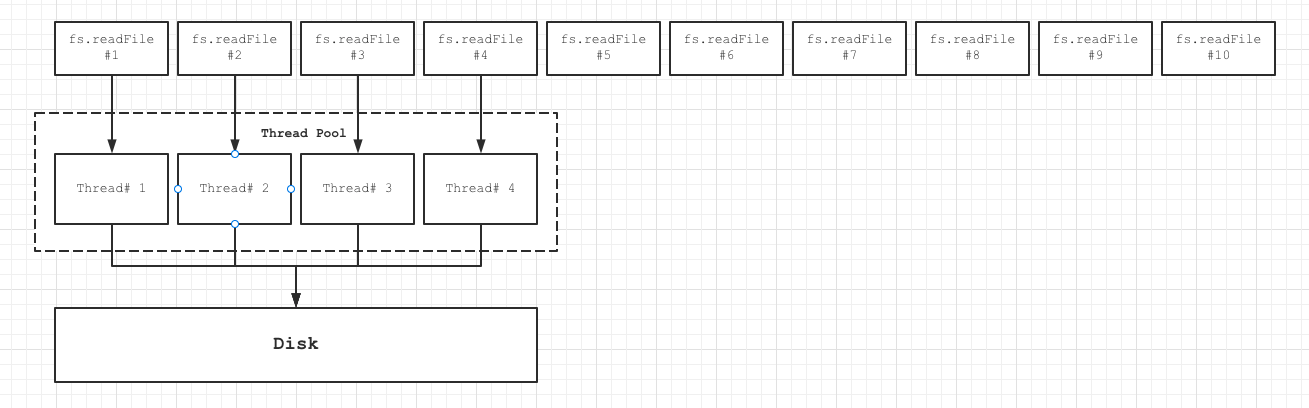 fs.readFile
#1
fs.readFile
#2
fs.readFile
#3
fs.readFile
#4
fs.readFile
#5
fs.readFile
#6
fs.readFile
#7
fs.readFile
#8
fs.readFile
#9
fs.readFile
#10
Thread Pool
Thread# 1
Thread# 2
Thread# 3
Thread# 4
Disk